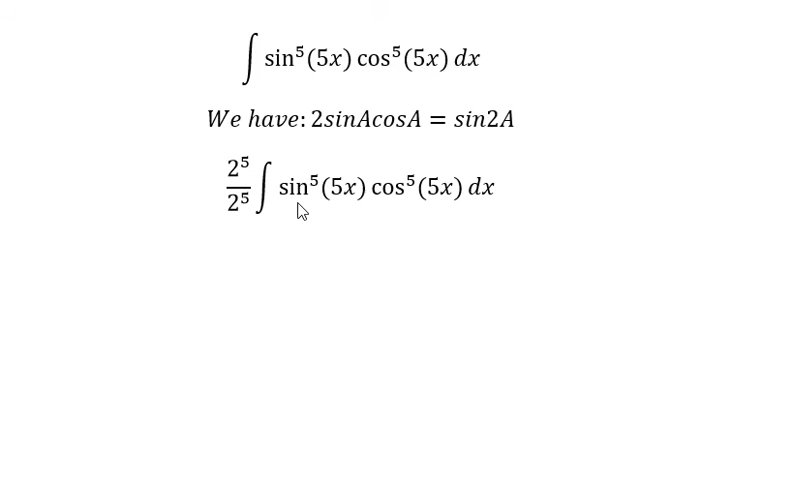 ∫ sin⁵(5x) cos⁵(5x) dx
We have: 2sinAcosA = sin2A
2⁵/2⁵ ∫ sin⁵(5x) cos⁵(5x) dx